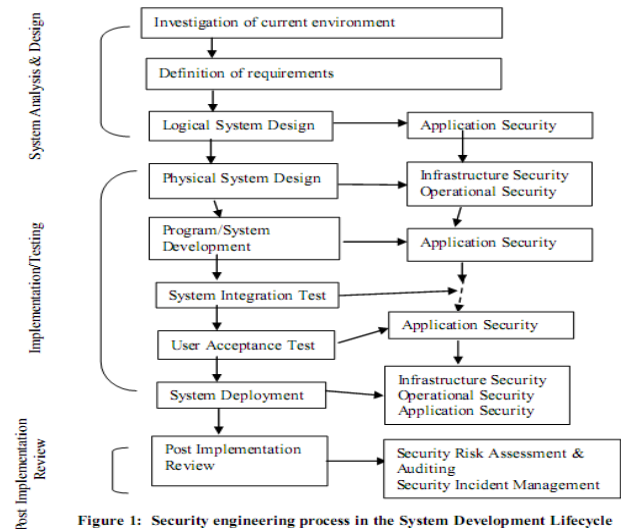 Investigation of current environment
Definition of requirements
Logical System Design
Application Security
Physical System Design
Infrastructure Security
Operational Security
Program/System
Development
Application Security
System Integration Test
User Acceptance Test
Application Security
System Deployment
Infrastructure Security
Operational Security
Application Security
Post Implementation
Review
Security Risk Assessment &
Auditing
Security Incident Management
System Analysis & Design
Implementation/Testing
Post Implementation
Review
Figure 1: Security engineering process in the System Development Lifecycle